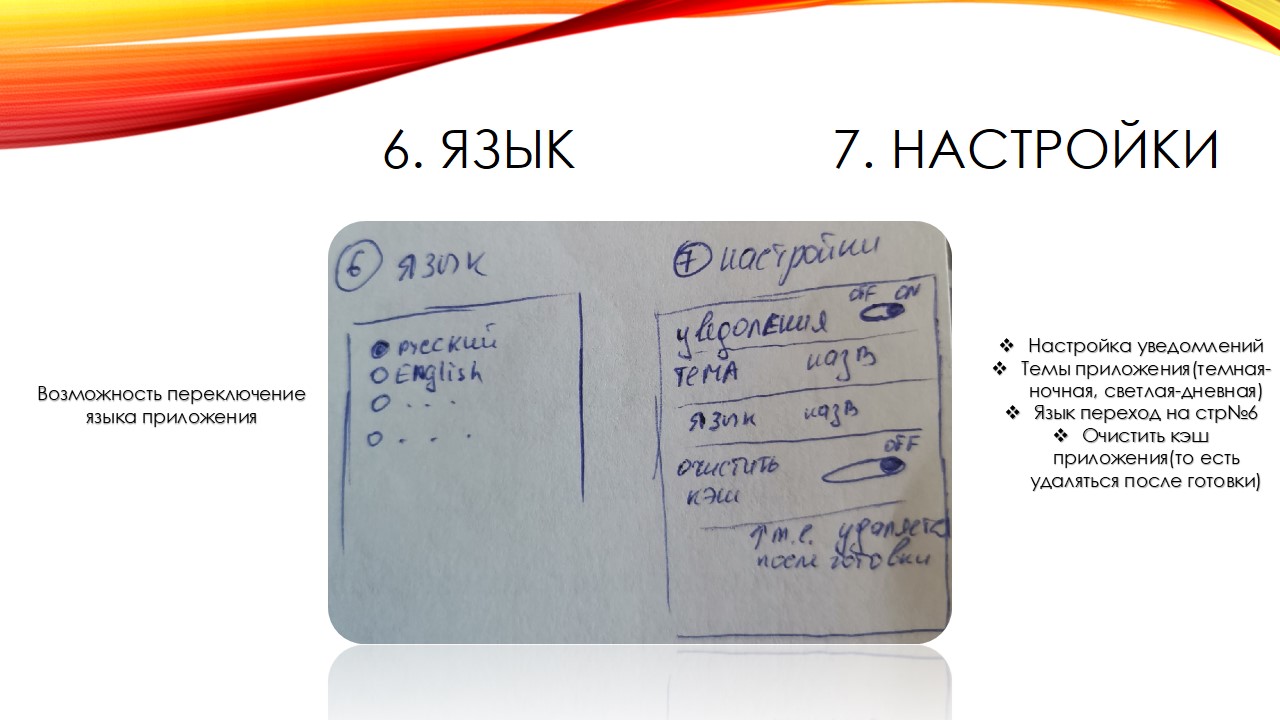 6. ЯЗЫК
7. НАСТРОЙКИ
Возможность переключение
языка приложения
6 язык
русский
English
. . .
. . .
7 настройки
OFF ON
уведоления
тема назв
язык назв
OFF
очистить
кэш
↑ т.е. удаляется
после готовки
❖ Настройка уведомлений
❖ Темы приложения(темная-
ночная, светлая-дневная)
❖ Язык переход на стр№6
❖ Очистить кэш
приложения(то есть
удаляться после готовки)